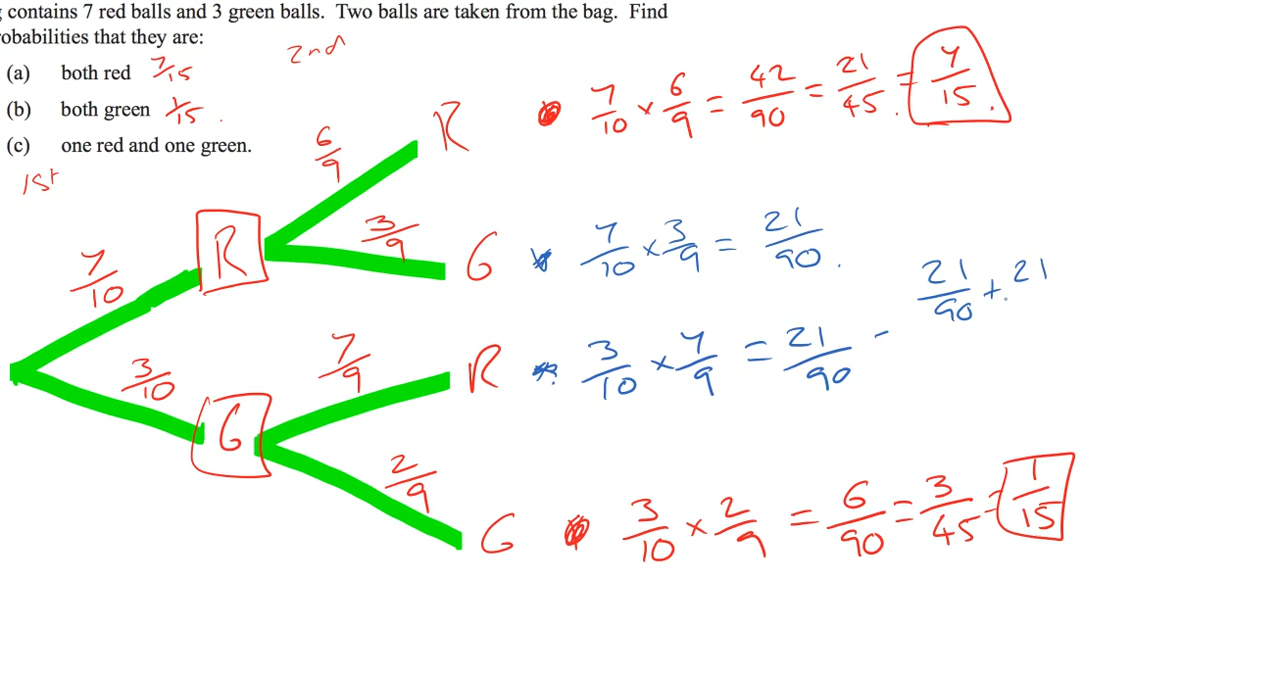 contains 7 red balls and 3 green balls. Two balls are taken from the bag. Find
obabilities that they are:
(a) both red 7/15
(b) both green 1/15.
(c) one red and one green.
1st
2nd
7/10
R
6/9
R
7/10 × 6/9 = 42/90 = 21/45 = 7/15.
3/9
G
7/10 × 3/9 = 21/90.
3/10
G
7/9
R
3/10 × 7/9 = 21/90
21/90 + 21
2/9
G
3/10 × 2/9 = 6/90 = 3/45 = 1/15